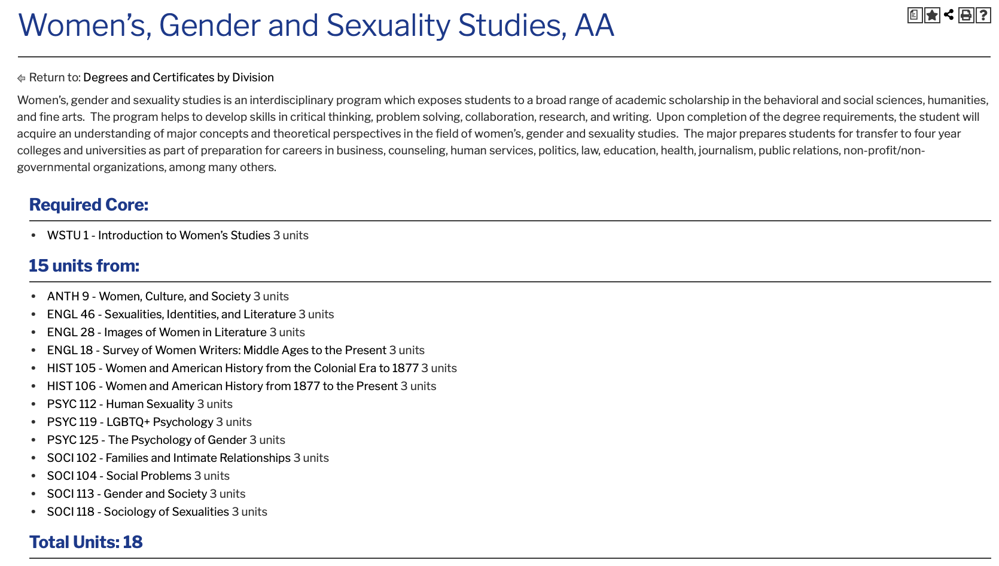 Women’s, Gender and Sexuality Studies, AA
Return to: Degrees and Certificates by Division
Women’s, gender and sexuality studies is an interdisciplinary program which exposes students to a broad range of academic scholarship in the behavioral and social sciences, humanities,
and fine arts.  The program helps to develop skills in critical thinking, problem solving, collaboration, research, and writing.  Upon completion of the degree requirements, the student will
acquire an understanding of major concepts and theoretical perspectives in the field of women’s, gender and sexuality studies.  The major prepares students for transfer to four year
colleges and universities as part of preparation for careers in business, counseling, human services, politics, law, education, health, journalism, public relations, non-profit/non-
governmental organizations, among many others.
Required Core:
• WSTU 1 - Introduction to Women’s Studies 3 units
15 units from:
• ANTH 9 - Women, Culture, and Society 3 units
• ENGL 46 - Sexualities, Identities, and Literature 3 units
• ENGL 28 - Images of Women in Literature 3 units
• ENGL 18 - Survey of Women Writers: Middle Ages to the Present 3 units
• HIST 105 - Women and American History from the Colonial Era to 1877 3 units
• HIST 106 - Women and American History from 1877 to the Present 3 units
• PSYC 112 - Human Sexuality 3 units
• PSYC 119 - LGBTQ+ Psychology 3 units
• PSYC 125 - The Psychology of Gender 3 units
• SOCI 102 - Families and Intimate Relationships 3 units
• SOCI 104 - Social Problems 3 units
• SOCI 113 - Gender and Society 3 units
• SOCI 118 - Sociology of Sexualities 3 units
Total Units: 18